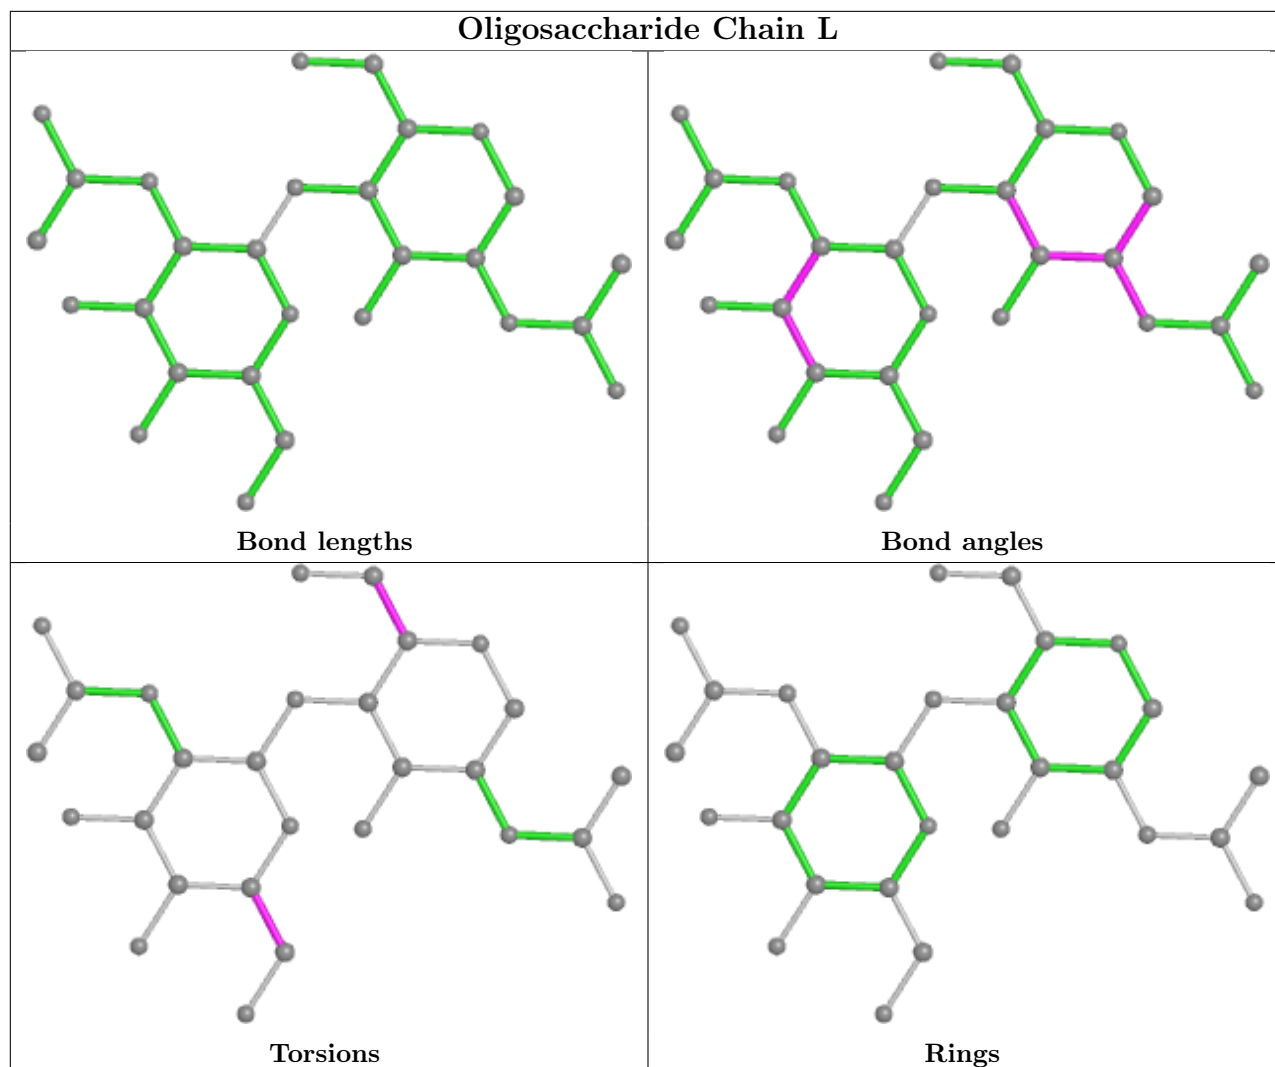 Oligosaccharide Chain L
Bond lengths
Bond angles
Torsions
Rings